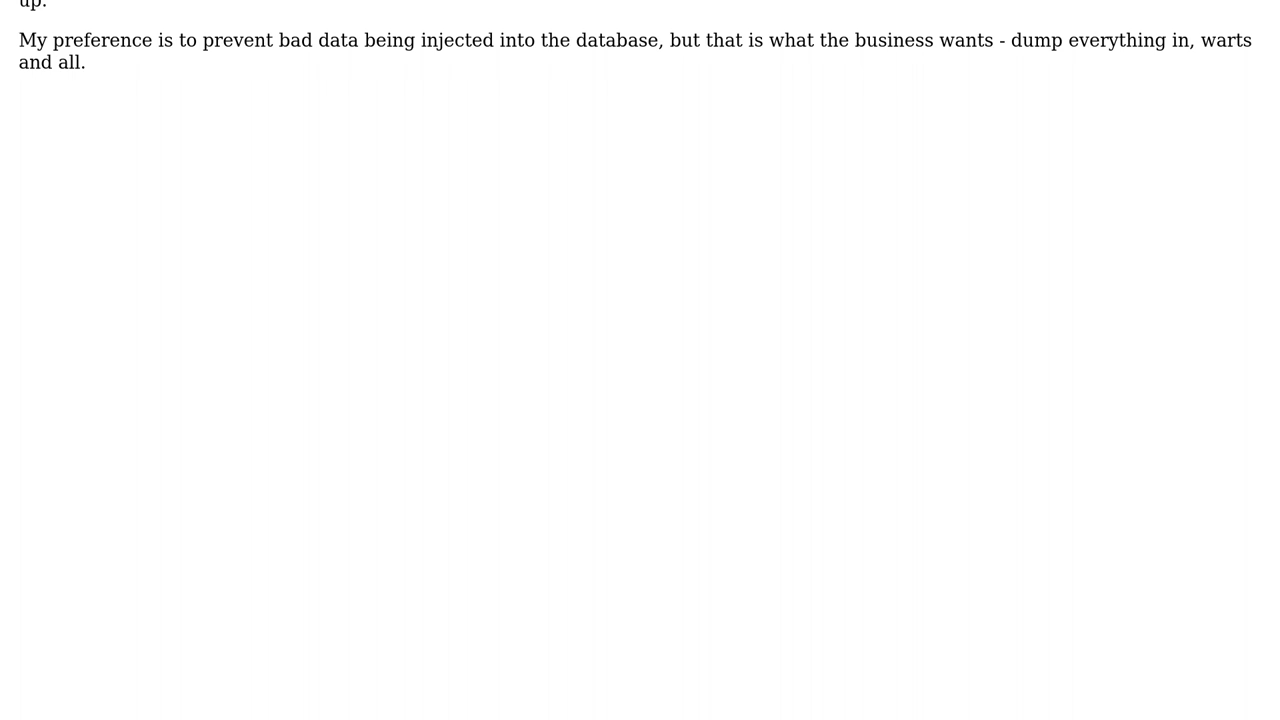 up.
My preference is to prevent bad data being injected into the database, but that is what the business wants - dump everything in, warts
and all.